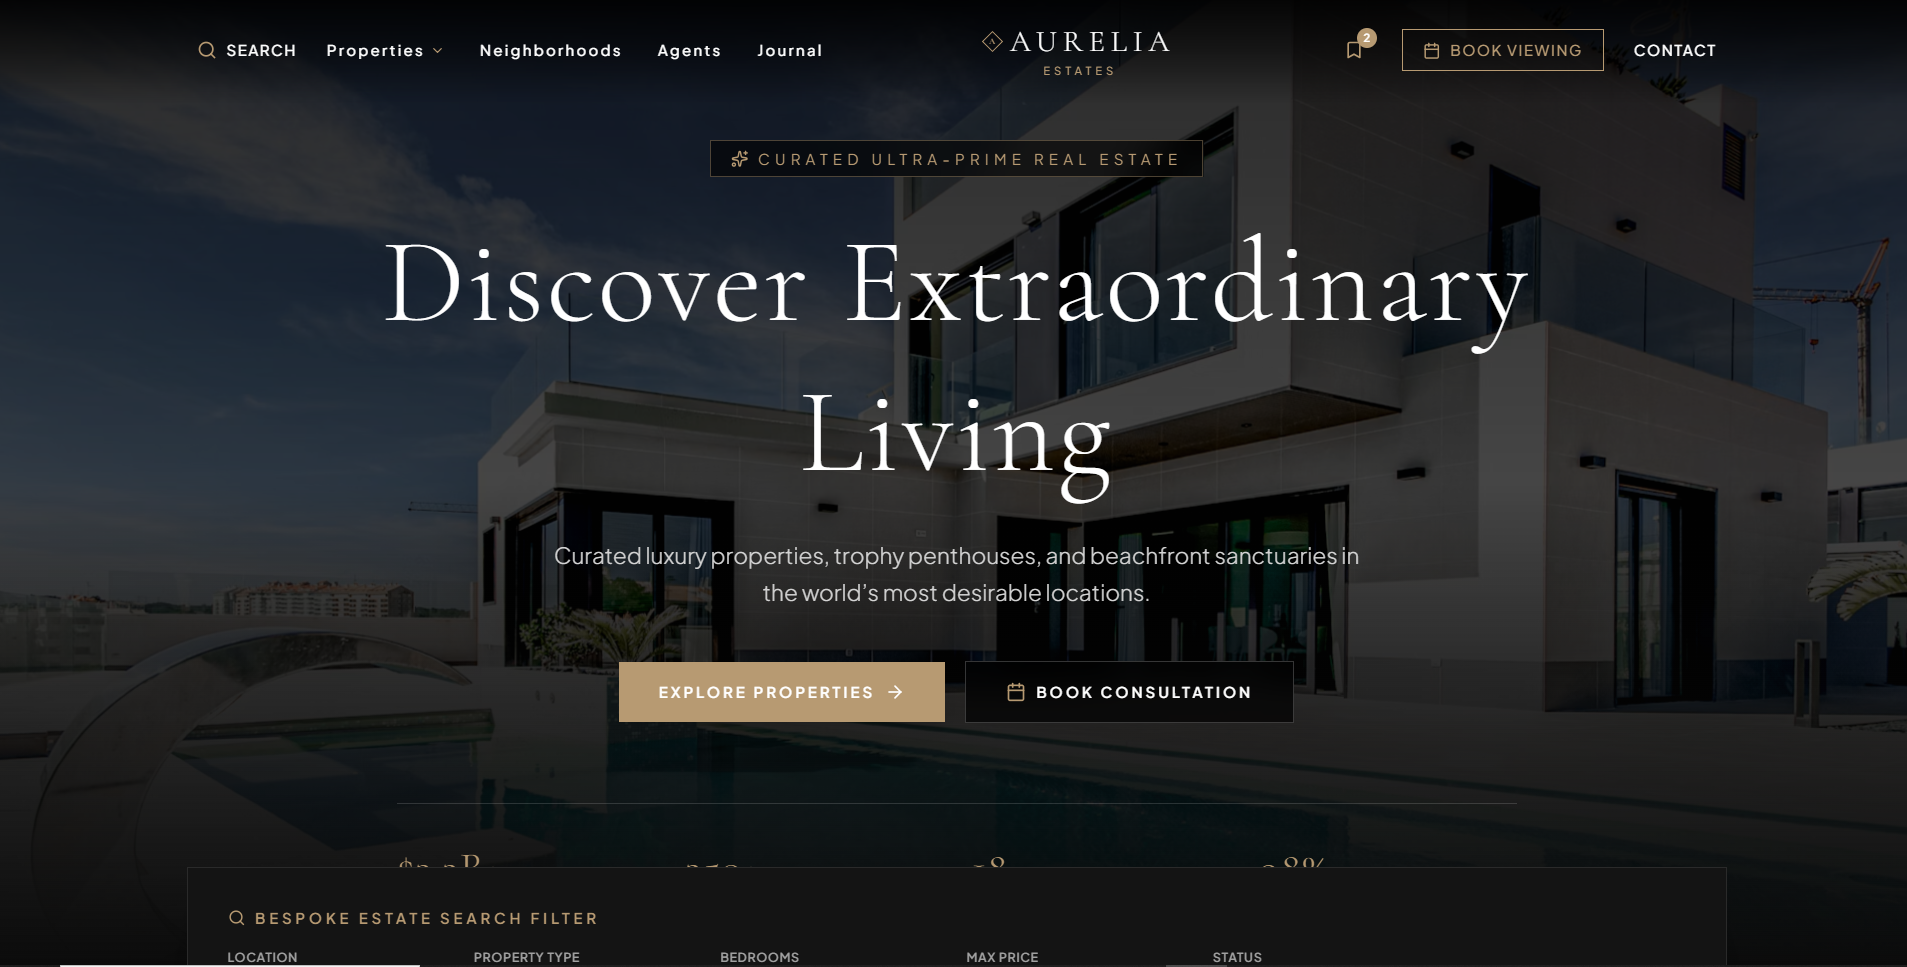 SEARCH Properties Neighborhoods Agents Journal
AURELIA
ESTATES
2
BOOK VIEWING
CONTACT
CURATED ULTRA-PRIME REAL ESTATE
Discover Extraordinary
Living
Curated luxury properties, trophy penthouses, and beachfront sanctuaries in
the world’s most desirable locations.
EXPLORE PROPERTIES
BOOK CONSULTATION
BESPOKE ESTATE SEARCH FILTER
LOCATION PROPERTY TYPE BEDROOMS MAX PRICE STATUS